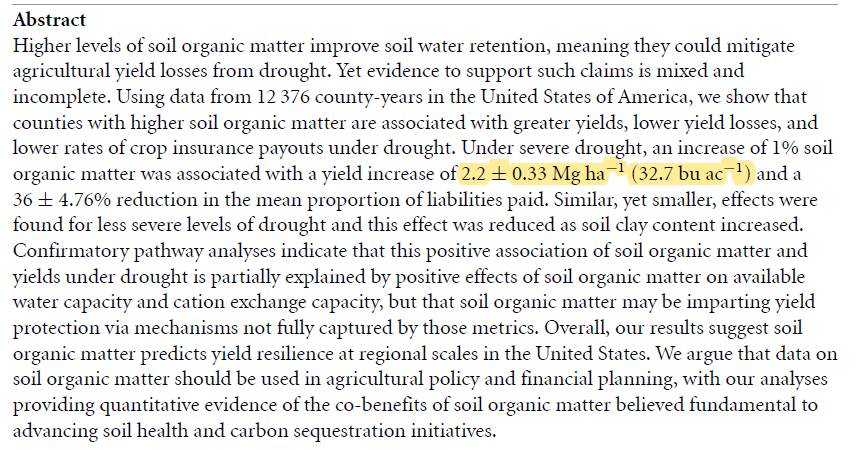 Abstract
Higher levels of soil organic matter improve soil water retention, meaning they could mitigate
agricultural yield losses from drought. Yet evidence to support such claims is mixed and
incomplete. Using data from 12 376 county-years in the United States of America, we show that
counties with higher soil organic matter are associated with greater yields, lower yield losses, and
lower rates of crop insurance payouts under drought. Under severe drought, an increase of 1% soil
organic matter was associated with a yield increase of 2.2 ± 0.33 Mg ha⁻¹ (32.7 bu ac⁻¹) and a
36 ± 4.76% reduction in the mean proportion of liabilities paid. Similar, yet smaller, effects were
found for less severe levels of drought and this effect was reduced as soil clay content increased.
Confirmatory pathway analyses indicate that this positive association of soil organic matter and
yields under drought is partially explained by positive effects of soil organic matter on available
water capacity and cation exchange capacity, but that soil organic matter may be imparting yield
protection via mechanisms not fully captured by those metrics. Overall, our results suggest soil
organic matter predicts yield resilience at regional scales in the United States. We argue that data on
soil organic matter should be used in agricultural policy and financial planning, with our analyses
providing quantitative evidence of the co-benefits of soil organic matter believed fundamental to
advancing soil health and carbon sequestration initiatives.